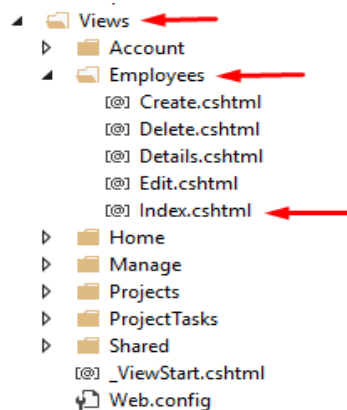 Views
Account
Employees
[@] Create.cshtml
[@] Delete.cshtml
[@] Details.cshtml
[@] Edit.cshtml
[@] Index.cshtml
Home
Manage
Projects
ProjectTasks
Shared
[@] _ViewStart.cshtml
Web.config